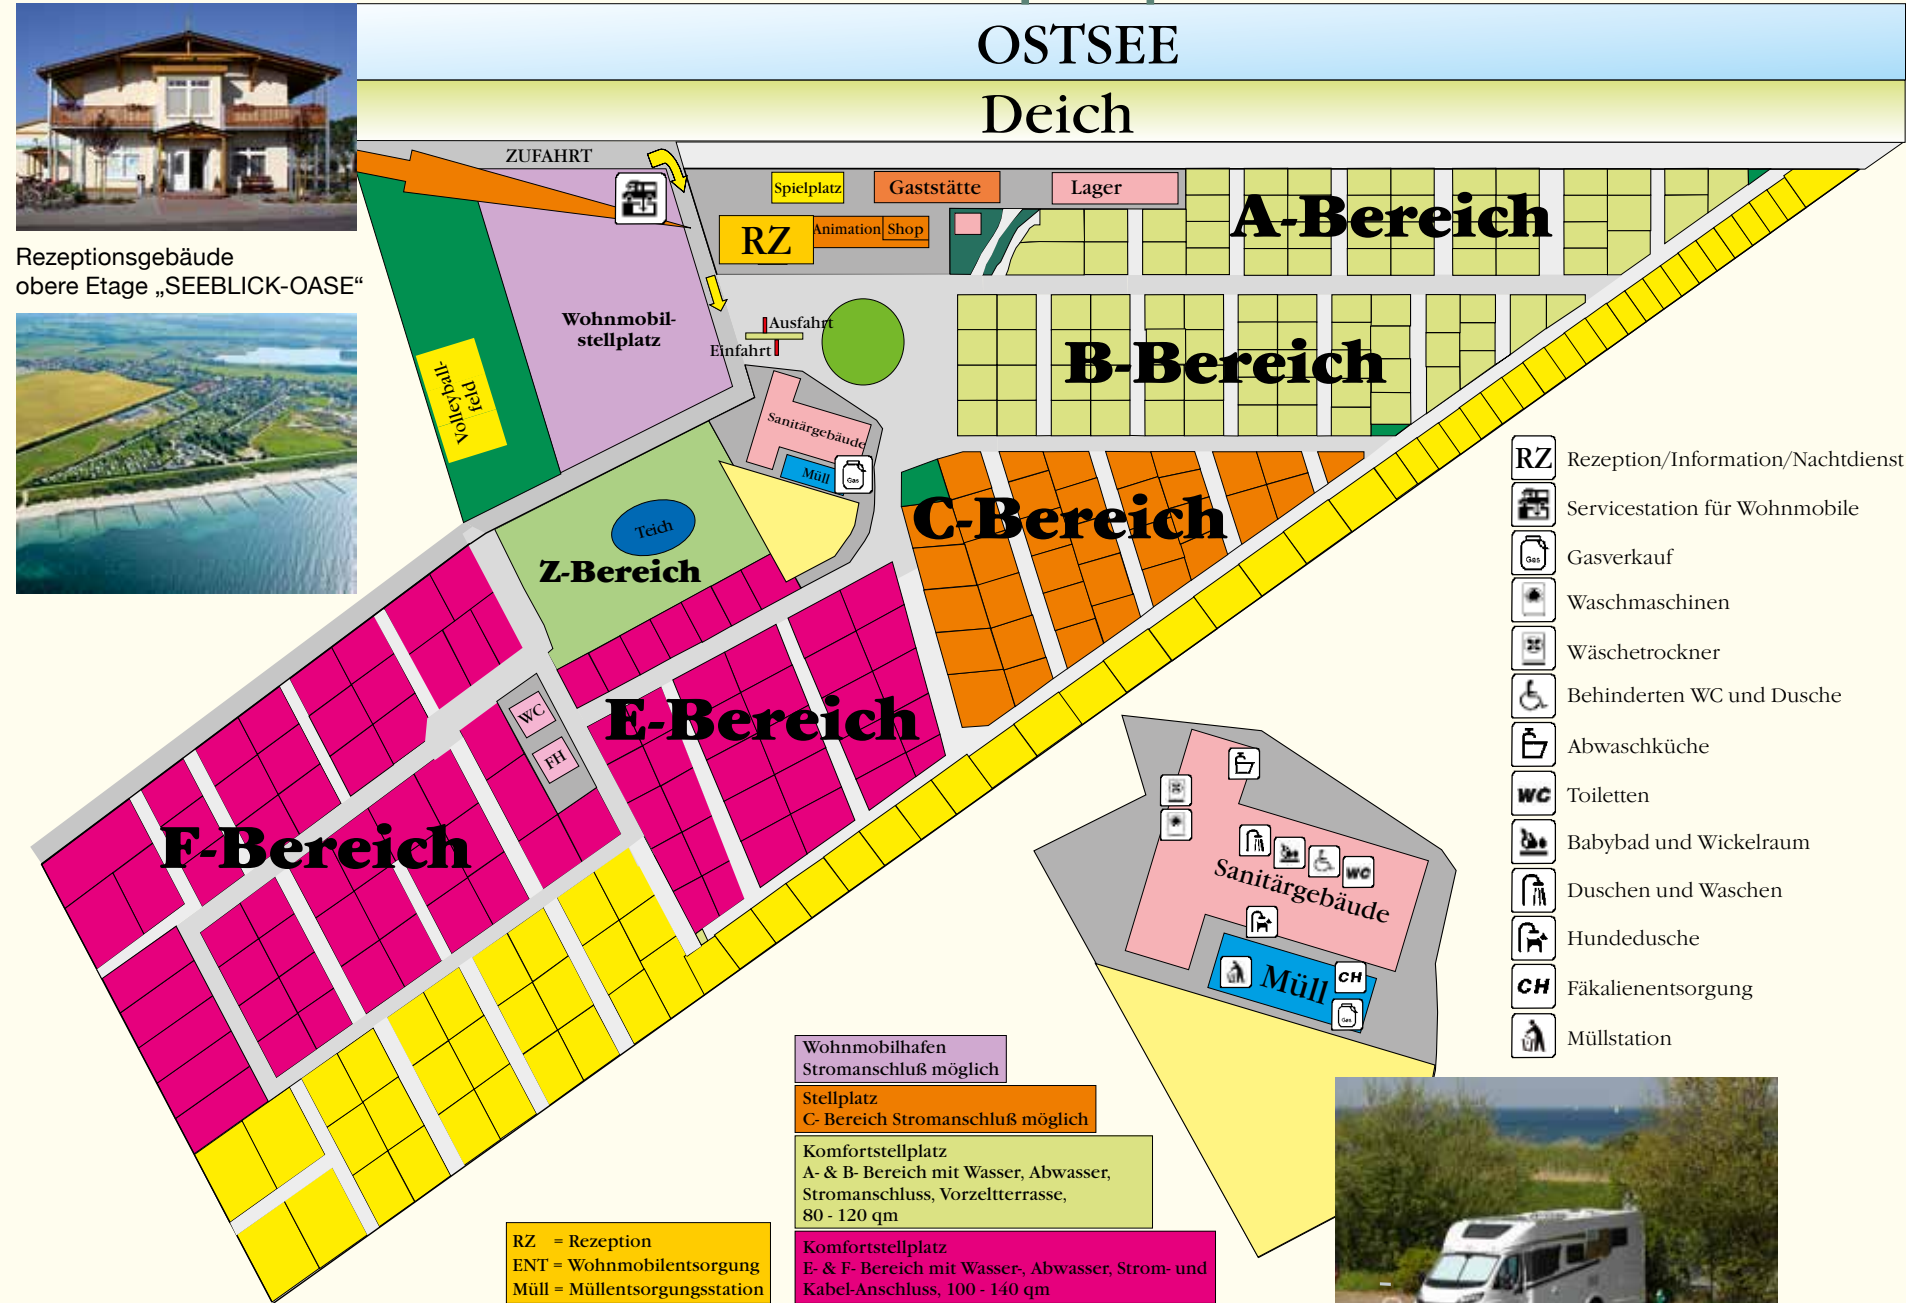 OSTSEE
Deich
ZUFAHRT
Spielplatz
Gaststätte
Lager
RZ
Animation
Shop
A-Bereich
Rezeptionsgebäude
obere Etage „SEEBLICK-OASE“
Wohnmobil-
stellplatz
Ausfahrt
Einfahrt
B-Bereich
Volleyball-
feld
Sanitärgebäude
Müll
Gas
Teich
Z-Bereich
C-Bereich
WC
FH
E-Bereich
F-Bereich
RZ Rezeption/Information/Nachtdienst
Servicestation für Wohnmobile
Gas Gasverkauf
Waschmaschinen
Wäschetrockner
Behinderten WC und Dusche
Abwaschküche
WC Toiletten
Babybad und Wickelraum
Duschen und Waschen
Hundedusche
CH Fäkalienentsorgung
Müllstation
WC
Sanitärgebäude
Müll
CH
Gas
Wohnmobilhafen
Stromanschluß möglich
Stellplatz
C- Bereich Stromanschluß möglich
Komfortstellplatz
A- & B- Bereich mit Wasser, Abwasser,
Stromanschluss, Vorzeltterrasse,
80 - 120 qm
Komfortstellplatz
E- & F- Bereich mit Wasser-, Abwasser, Strom- und
Kabel-Anschluss, 100 - 140 qm
RZ = Rezeption
ENT = Wohnmobilentsorgung
Müll = Müllentsorgungsstation